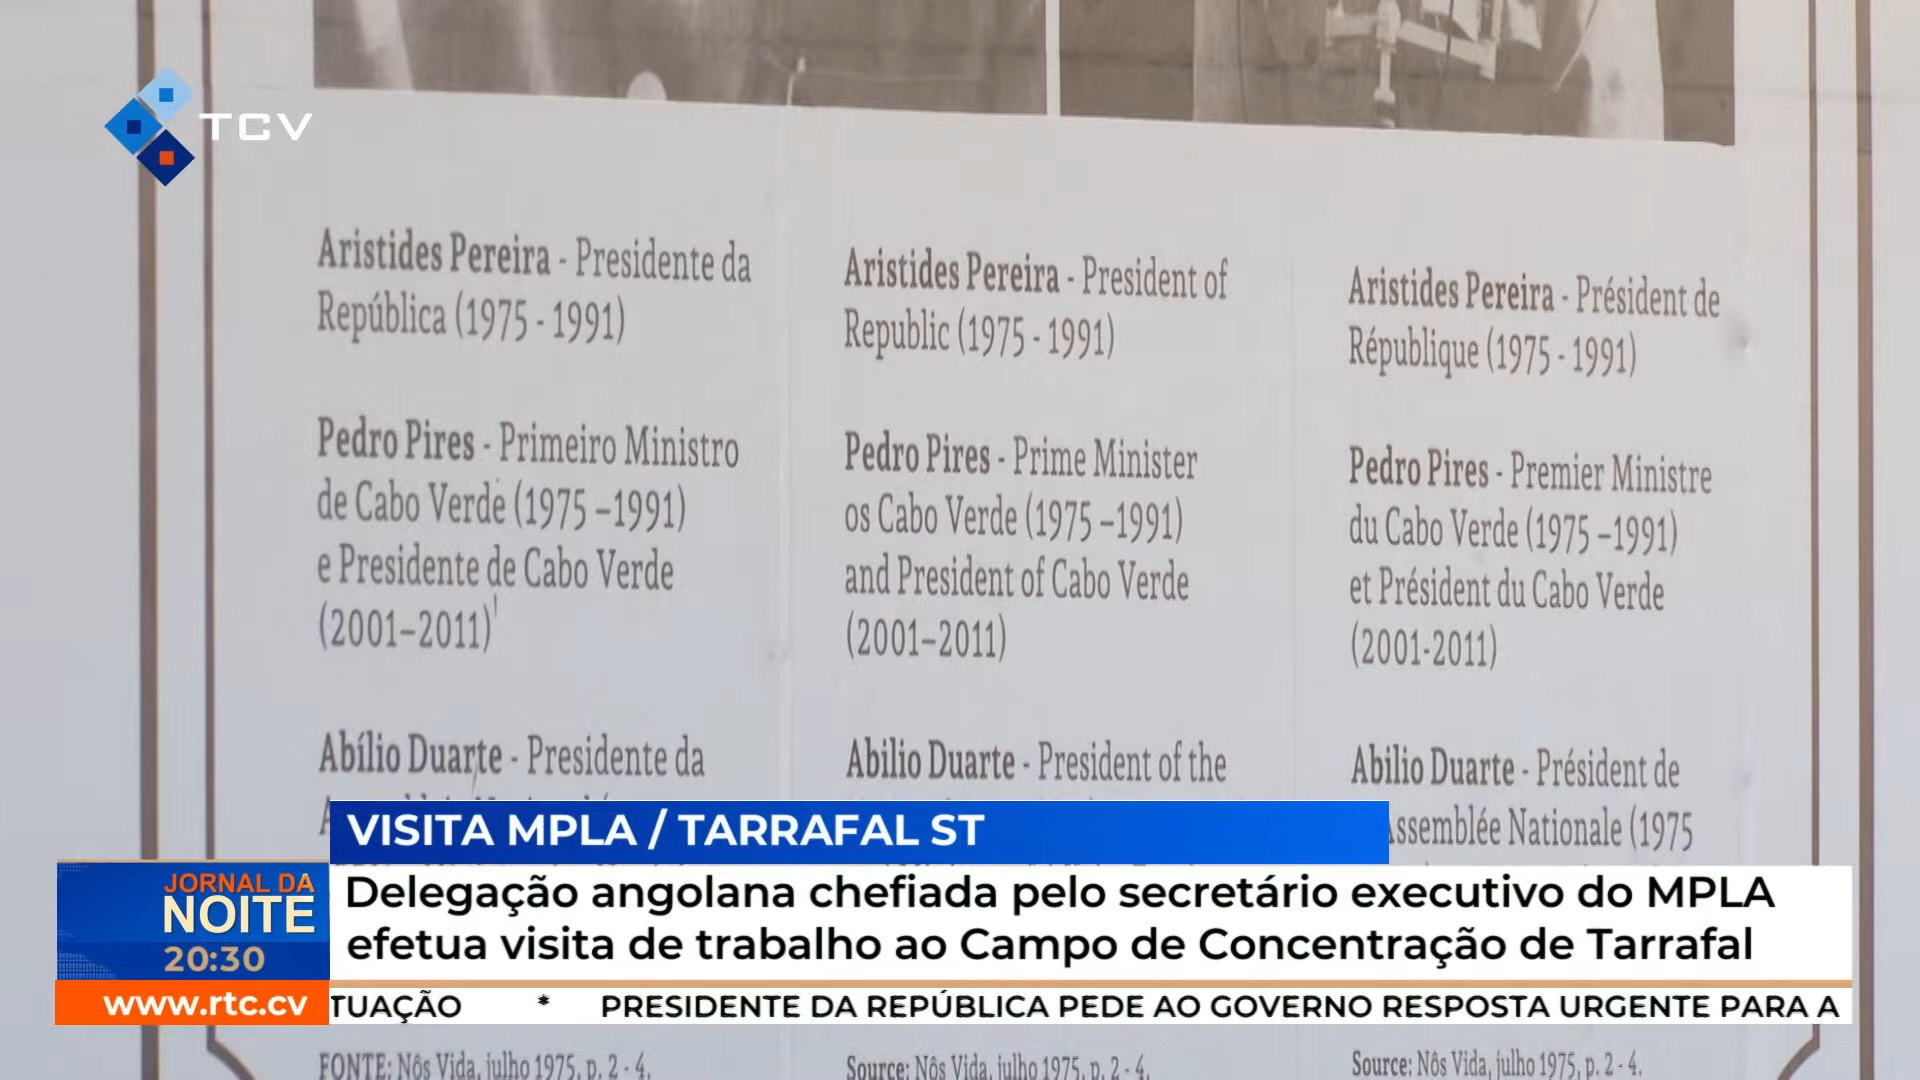 TCV
Aristides Pereira - Presidente da
República (1975 - 1991)
Pedro Pires - Primeiro Ministro
de Cabo Verde (1975 –1991)
e Presidente de Cabo Verde
(2001–2011)
Abílio Duarte - Presidente da
Aristides Pereira - President of
Republic (1975 - 1991)
Pedro Pires - Prime Minister
os Cabo Verde (1975 –1991)
and President of Cabo Verde
(2001–2011)
Abilio Duarte - President of the
Aristides Pereira - Président de
République (1975 - 1991)
Pedro Pires - Premier Ministre
du Cabo Verde (1975 –1991)
et Président du Cabo Verde
(2001-2011)
Abilio Duarte - Président de
Assemblée Nationale (1975
VISITA MPLA / TARRAFAL ST
Delegação angolana chefiada pelo secretário executivo do MPLA
efetua visita de trabalho ao Campo de Concentração de Tarrafal
JORNAL DA
NOITE
20:30
www.rtc.cv
TUAÇÃO * PRESIDENTE DA REPÚBLICA PEDE AO GOVERNO RESPOSTA URGENTE PARA A
FONTE: Nôs Vida, julho 1975, p. 2 - 4.
Source: Nôs Vida, julho 1975, p. 2 - 4.
Source: Nôs Vida, julho 1975, p. 2 - 4.